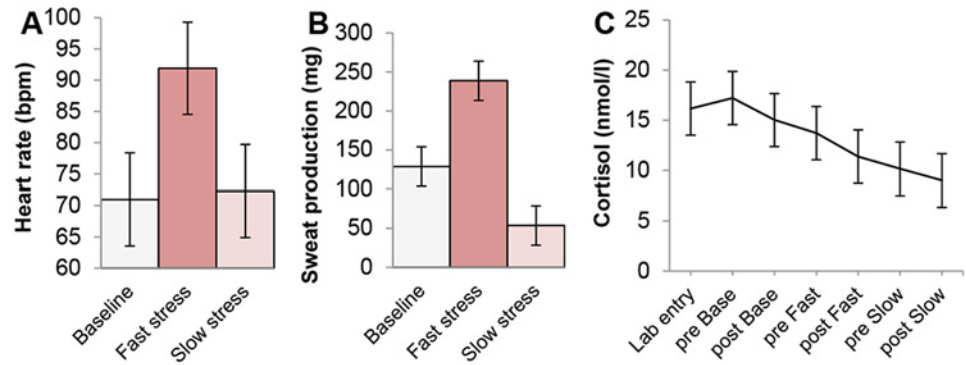 A
Heart rate (bpm)
100
95
90
85
80
75
70
65
60
Baseline
Fast stress
Slow stress
B
Sweat production (mg)
300
250
200
150
100
50
0
Baseline
Fast stress
Slow stress
C
Cortisol (nmol/l)
25
20
15
10
5
0
Lab entry
pre Base
post Base
pre Fast
post Fast
pre Slow
post Slow